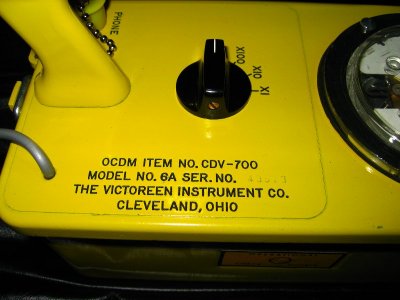 PHONE
X100
X10
X1
OCDM ITEM NO. CDV-700
MODEL NO. 6A SER. NO.
THE VICTOREEN INSTRUMENT CO.
CLEVELAND, OHIO